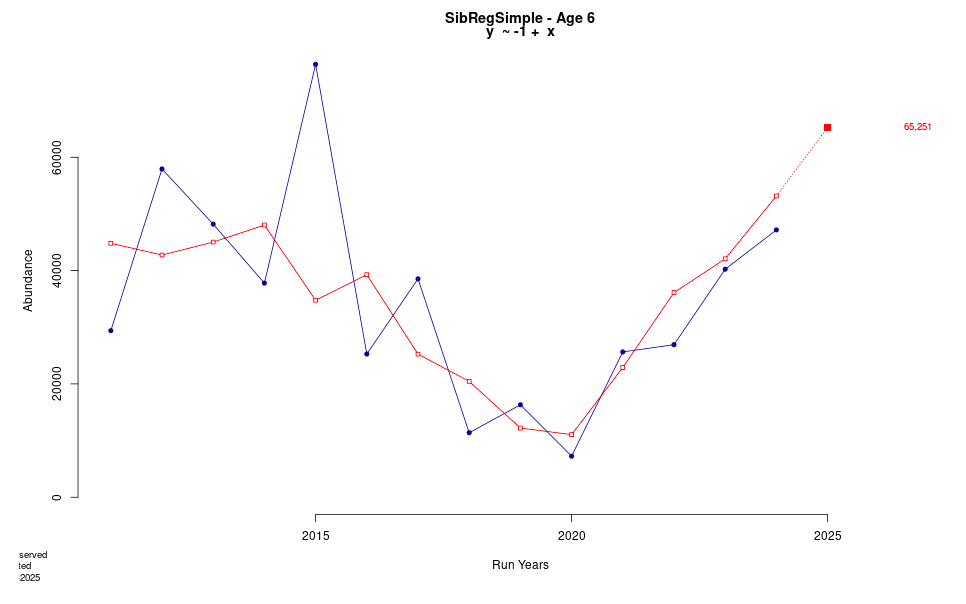 SibRegSimple - Age 6
y ~ -1 + x
65,251
Abundance
0
20000
40000
60000
2015
2020
2025
Run Years
served
ted
2025